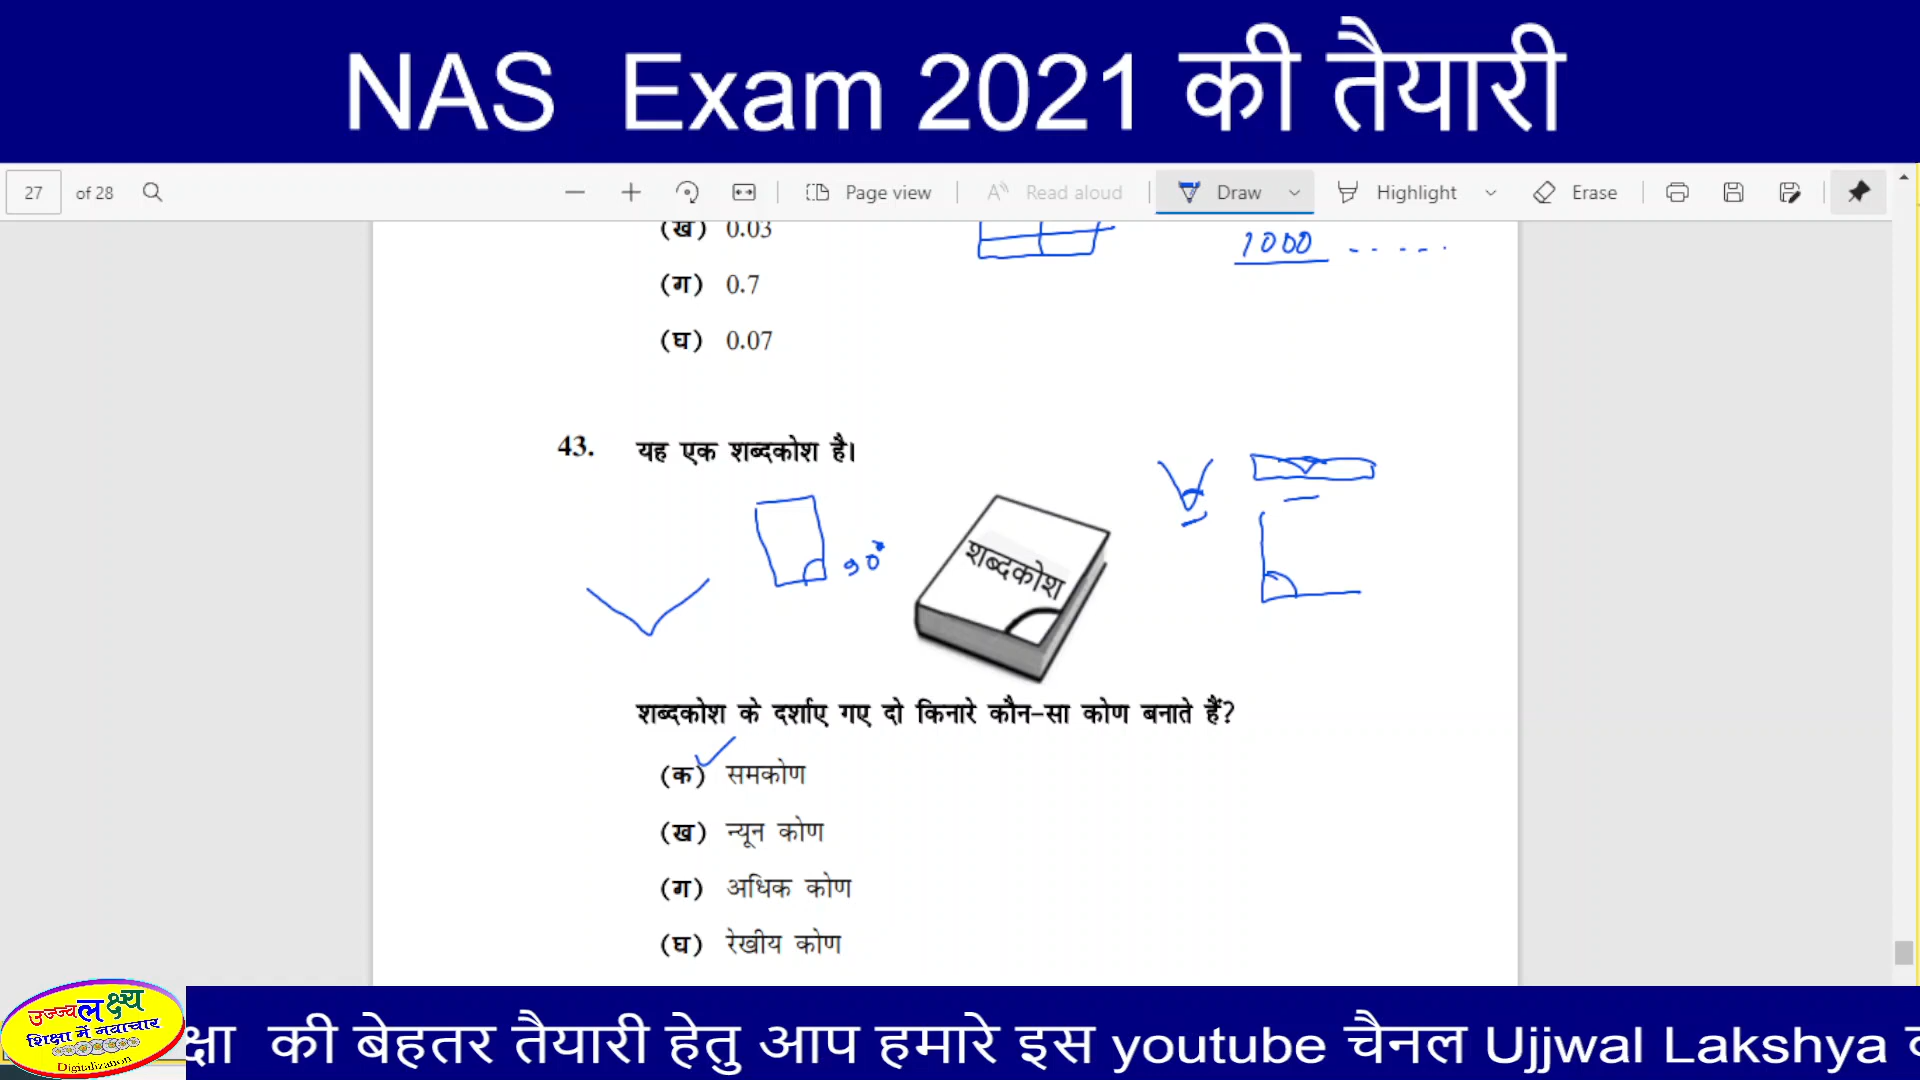 NAS Exam 2021 की तैयारी
27 of 28 Page view Read aloud Draw Highlight Erase
(ख) 0.03
1000 - - - - -
(ग) 0.7
(घ) 0.07
43. यह एक शब्दकोश है।
90°
शब्दकोश
शब्दकोश के दर्शाए गए दो किनारे कौन-सा कोण बनाते हैं?
(क) समकोण
(ख) न्यून कोण
(ग) अधिक कोण
(घ) रेखीय कोण
उज्ज्वल लक्ष्य
शिक्षा में नवाचार
Digitalization
क्षा की बेहतर तैयारी हेतु आप हमारे इस youtube चैनल Ujjwal Lakshya